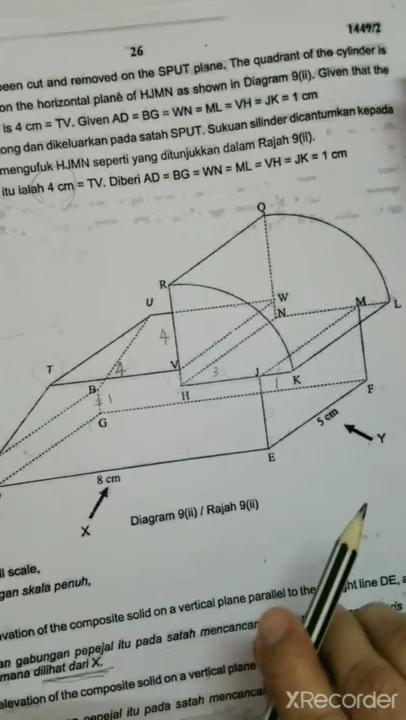 1449/2
26
been cut and removed on the SPUT plane. The quadrant of the cylinder is
on the horizontal plane of HJMN as shown in Diagram 9(ii). Given that the
is 4 cm = TV. Given AD = BG = WN = ML = VH = JK = 1 cm
ong dan dikeluarkan pada satah SPUT. Sukuan silinder dicantumkan kepada
mengufuk HJMN seperti yang ditunjukkan dalam Rajah 9(ii).
itu ialah 4 cm = TV. Diberi AD = BG = WN = ML = VH = JK = 1 cm
Q
R
U
W
N
M
L
4
T
V
B
4
J
K
H
3
1
F
1
G
E
5 cm
Y
8 cm
X
Diagram 9(ii) / Rajah 9(ii)
ll scale,
gan skala penuh,
vation of the composite solid on a vertical plane parallel to the ght line DE, a
an gabungan pepejal itu pada satah mencancar
mana dilihat dari X.
elevation of the composite solid on a vertical plane
pepejal itu pada satah mencancar
XRecorder